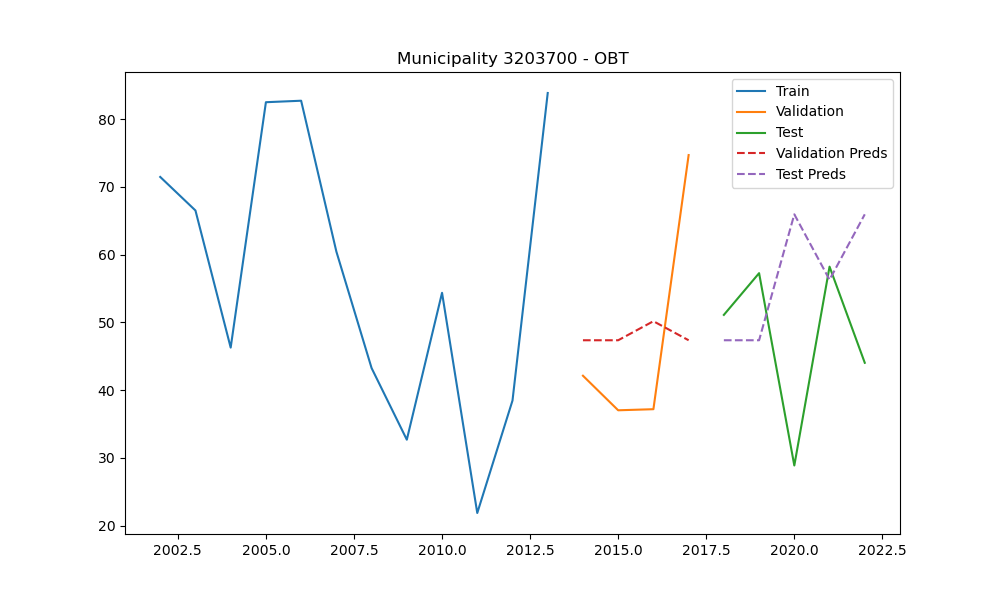 Municipality 3203700 - OBT
Train
Validation
Test
Validation Preds
Test Preds
80
70
60
50
40
30
20
2002.5 2005.0 2007.5 2010.0 2012.5 2015.0 2017.5 2020.0 2022.5